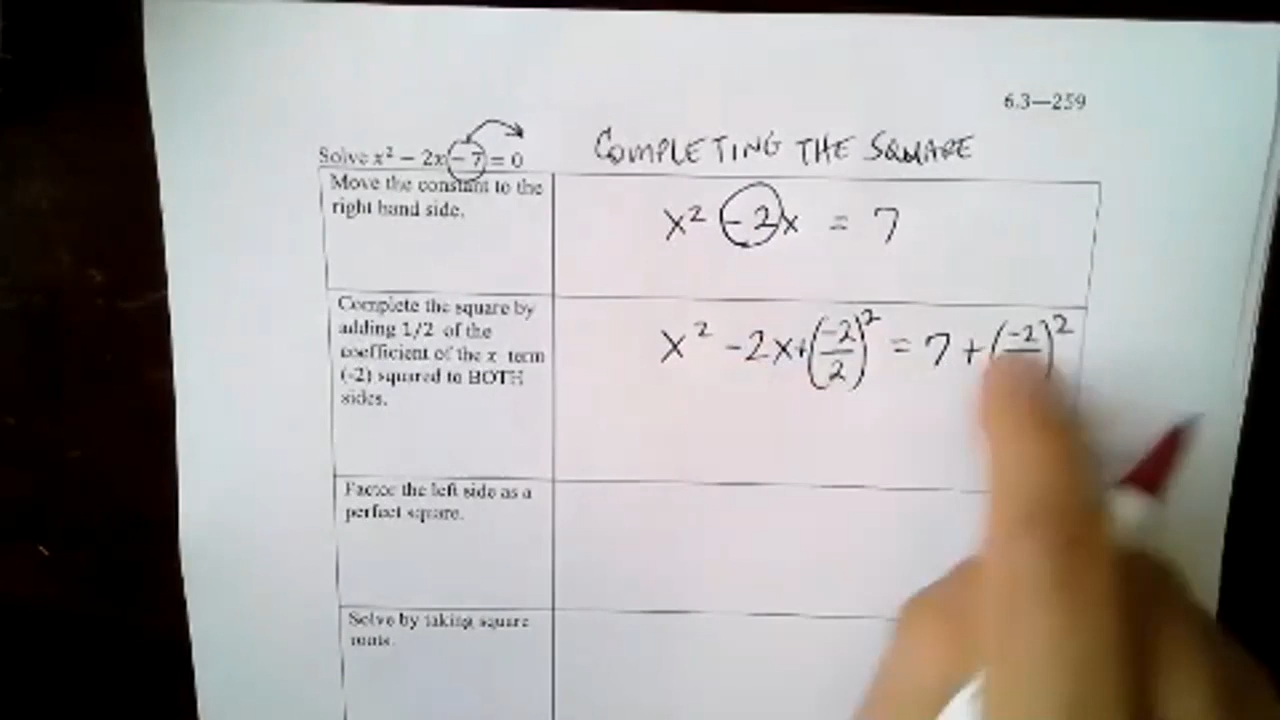 6.3—259
Solve x² − 2x − 7 = 0
COMPLETING THE SQUARE
Move the constant to the
right hand side.
x² -2x = 7
Complete the square by
adding 1/2 of the
coefficient of the x term
(-2) squared to BOTH
sides.
x² -2x+(-2/2)² = 7+(-2)²
Factor the left side as a
perfect square.
Solve by taking square
roots.